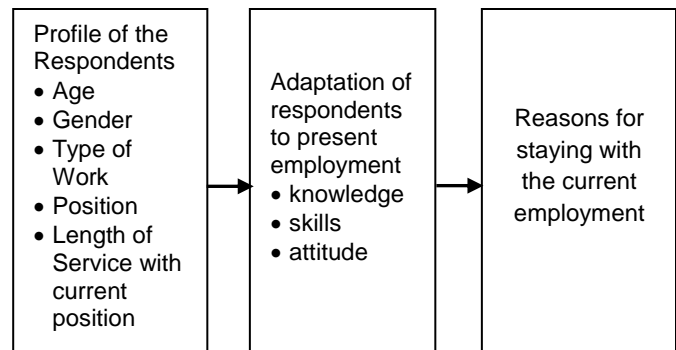 Profile of the
Respondents
• Age
• Gender
• Type of
Work
• Position
• Length of
Service with
current
position
Adaptation of
respondents
to present
employment
• knowledge
• skills
• attitude
Reasons for
staying with
the current
employment